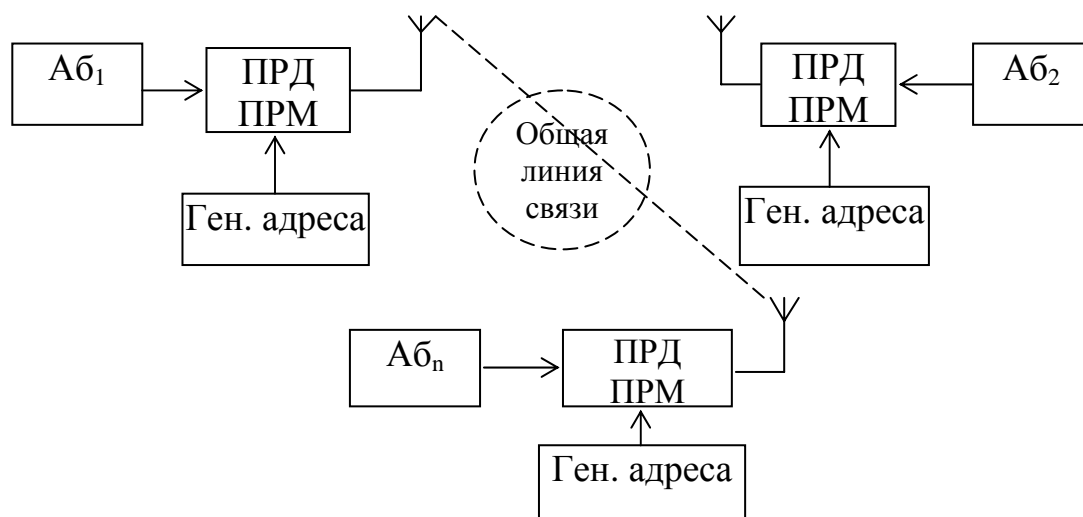 Аб₁
ПРД
ПРМ
Ген. адреса
Общая
линия
связи
ПРД
ПРМ
Аб₂
Ген. адреса
Абₙ
ПРД
ПРМ
Ген. адреса